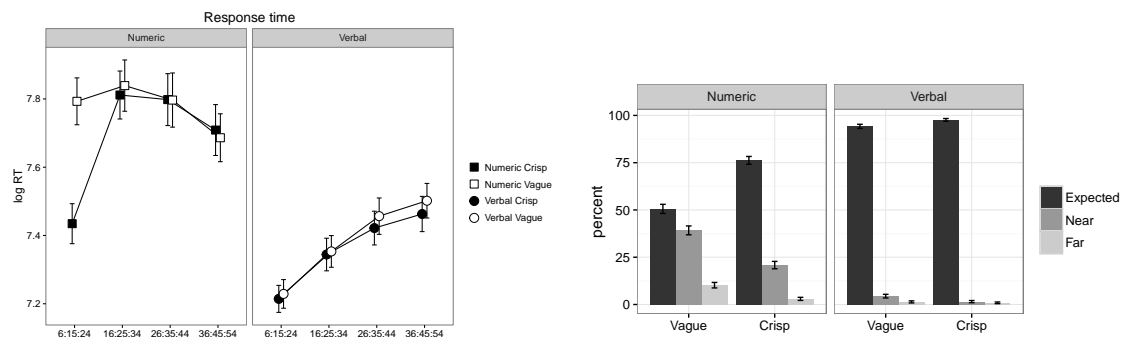 Response time
Numeric
Verbal
7.8
7.6
7.4
7.2
log RT
6:15:24
16:25:34
26:35:44
36:45:54
6:15:24
16:25:34
26:35:44
36:45:54
Numeric Crisp
Numeric Vague
Verbal Crisp
Verbal Vague
Numeric
Verbal
100
75
50
25
0
percent
Vague
Crisp
Vague
Crisp
Expected
Near
Far